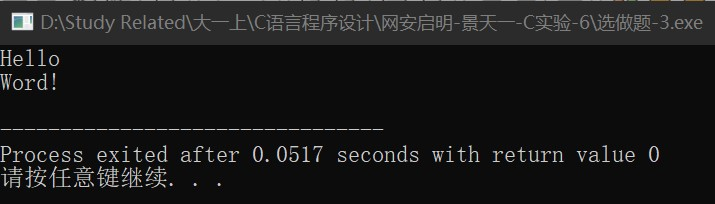 D:\Study Related\大一上\C语言程序设计\网安启明-景天一-C实验-6\选做题-3.exe
Hello
Word!
--------------------------------
Process exited after 0.0517 seconds with return value 0
请按任意键继续. . .